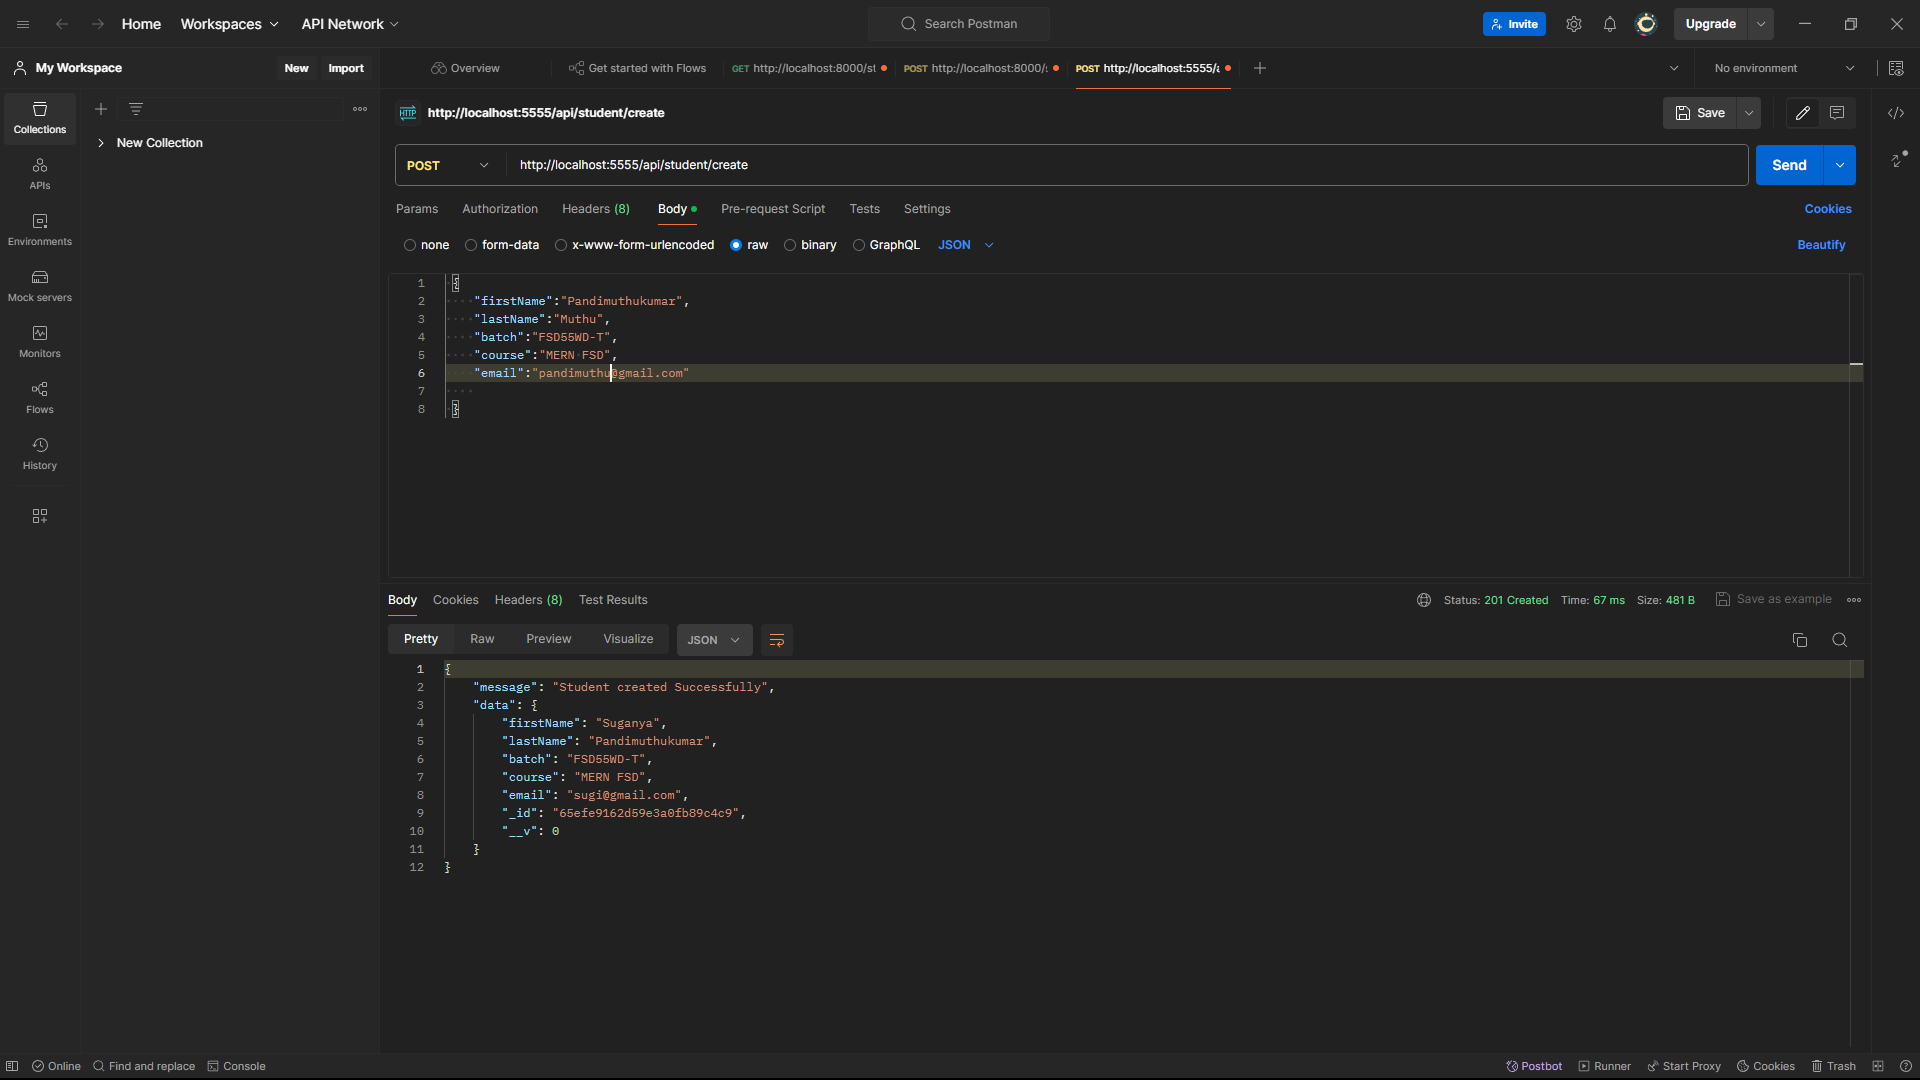 Home Workspaces API Network Search Postman Invite Upgrade
My Workspace New Import Overview Get started with Flows GET http://localhost:8000/st POST http://localhost:8000/s POST http://localhost:5555/a No environment
Collections
New Collection
APIs
Environments
Mock servers
Monitors
Flows
History
HTTP http://localhost:5555/api/student/create Save
POST http://localhost:5555/api/student/create Send
Params Authorization Headers (8) Body Pre-request Script Tests Settings Cookies
none form-data x-www-form-urlencoded raw binary GraphQL JSON Beautify
1 {
2 "firstName":"Pandimuthukumar",
3 "lastName":"Muthu",
4 "batch":"FSD55WD-T",
5 "course":"MERN FSD",
6 "email":"pandimuthu@gmail.com"
7
8 }
Body Cookies Headers (8) Test Results Status: 201 Created Time: 67 ms Size: 481 B Save as example
Pretty Raw Preview Visualize JSON
1 {
2 "message": "Student created Successfully",
3 "data": {
4 "firstName": "Suganya",
5 "lastName": "Pandimuthukumar",
6 "batch": "FSD55WD-T",
7 "course": "MERN FSD",
8 "email": "sugi@gmail.com",
9 "_id": "65efe9162d59e3a0fb89c4c9",
10 "__v": 0
11 }
12 }
Online Find and replace Console Postbot Runner Start Proxy Cookies Trash